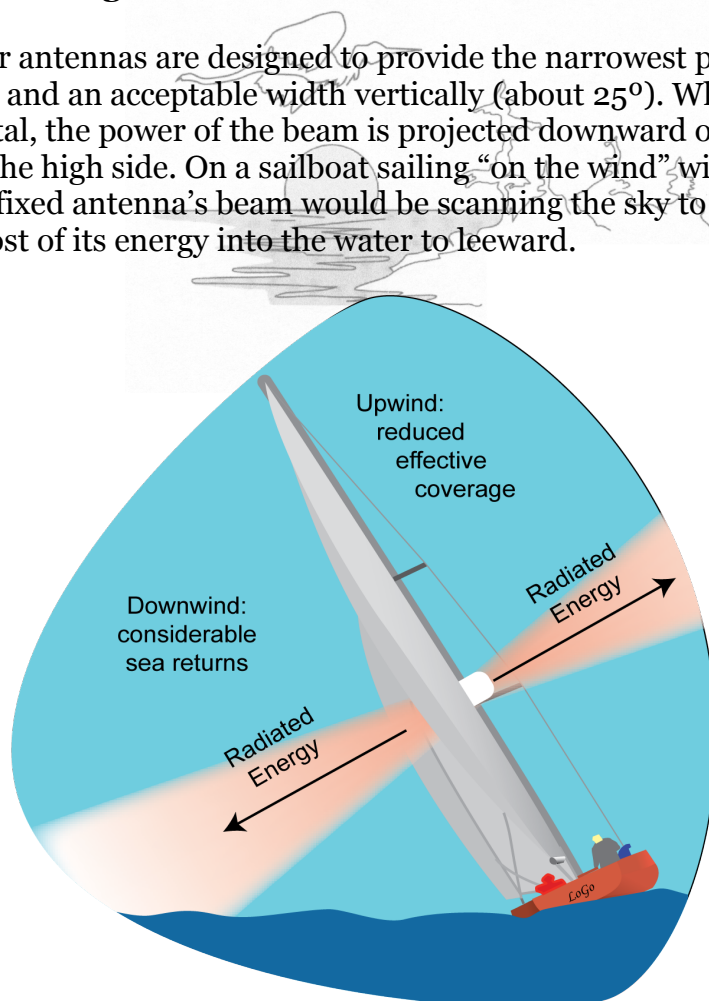 r antennas are designed to provide the narrowest p
and an acceptable width vertically (about 25º). Wh
tal, the power of the beam is projected downward o
he high side. On a sailboat sailing “on the wind” wi
fixed antenna’s beam would be scanning the sky to
ost of its energy into the water to leeward.
Upwind:
reduced
effective
coverage
Radiated
Energy
Downwind:
considerable
sea returns
Radiated
Energy
LoGo